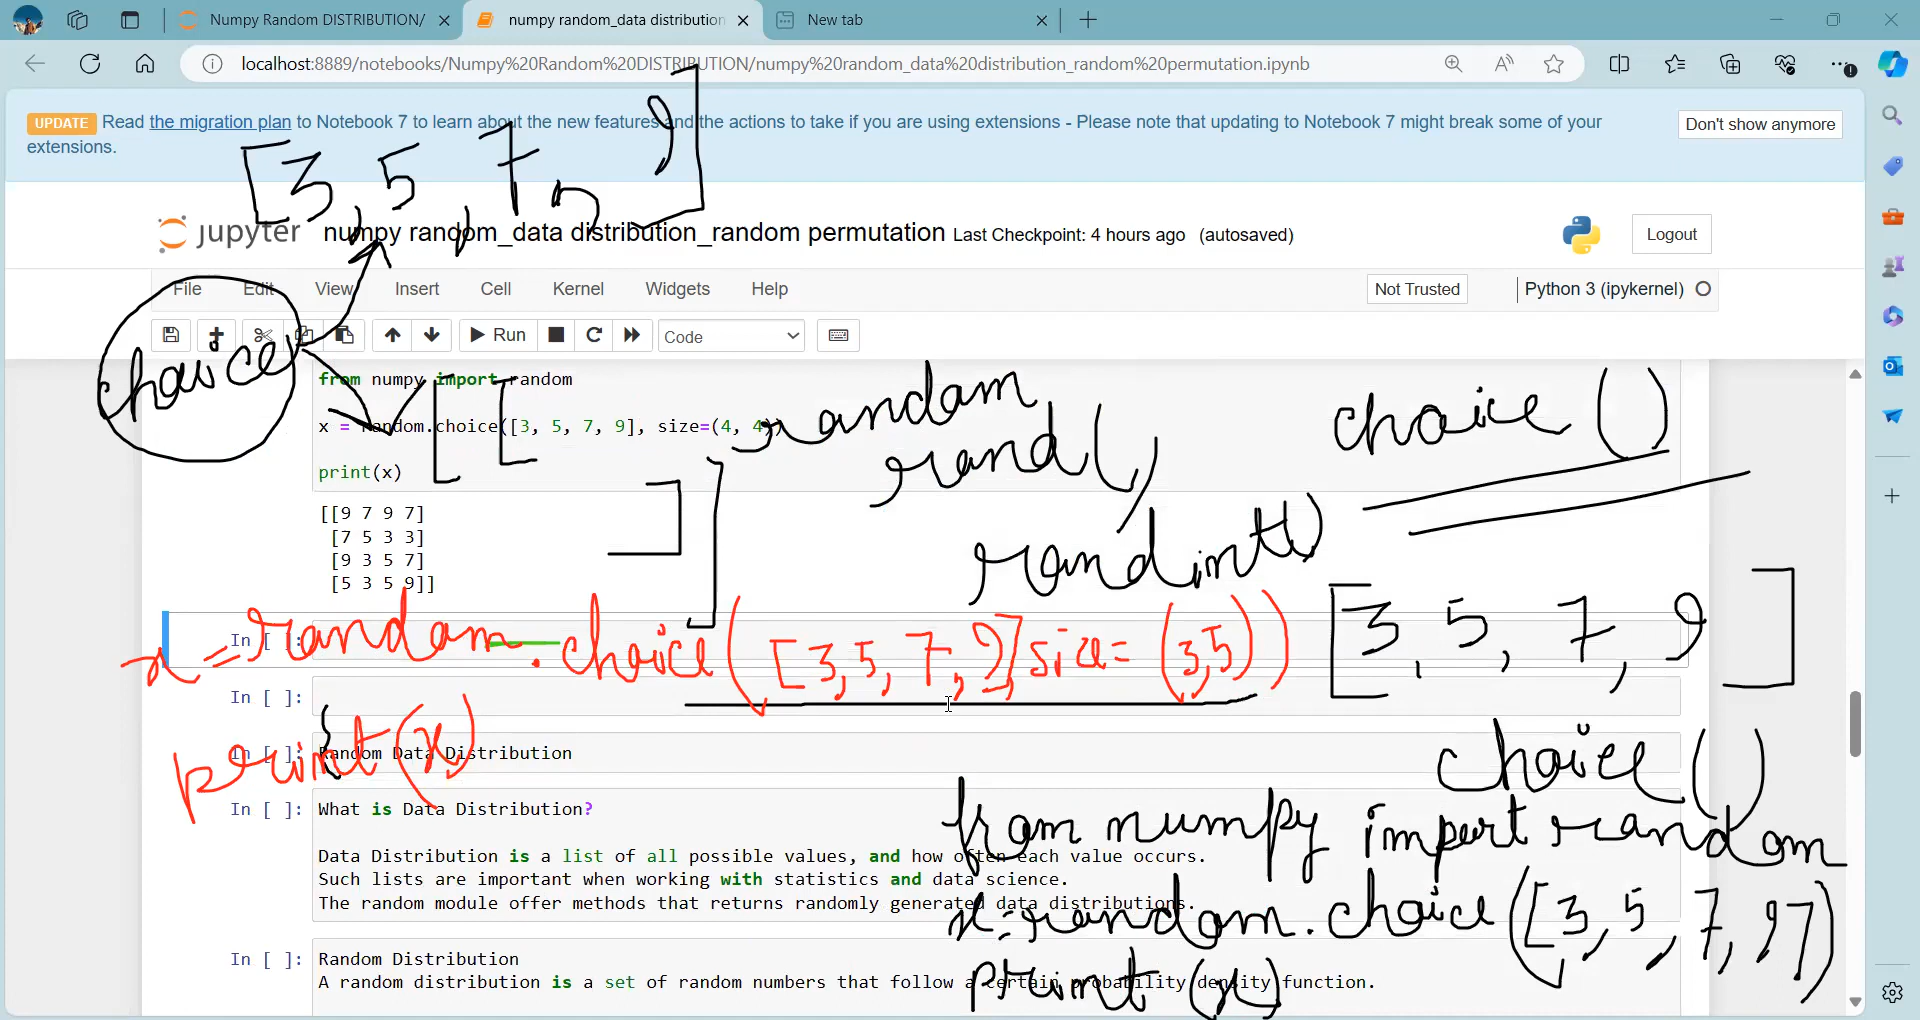 Numpy Random DISTRIBUTION/
numpy random_data distribution
New tab
localhost:8889/notebooks/Numpy%20Random%20DISTRIBUTION/numpy%20random_data%20distribution_random%20permutation.ipynb
UPDATE Read the migration plan to Notebook 7 to learn about the new features and the actions to take if you are using extensions - Please note that updating to Notebook 7 might break some of your
extensions.
Don't show anymore
[3,5,7,9]
jupyter numpy random_data distribution_random permutation Last Checkpoint: 4 hours ago (autosaved)
Logout
File Edit View Insert Cell Kernel Widgets Help
Not Trusted
Python 3 (ipykernel)
Run
Code
choice
from numpy import random
x = random.choice([3, 5, 7, 9], size=(4, 4))
print(x)
random
rand()
randint()
choice()
[[9 7 9 7]
[7 5 3 3]
[9 3 5 7]
[5 3 5 9]]
In [ ]:
x=random.choice([3,5,7,9]size=(3,5))
[3,5,7,9]
In [ ]:
print(x)
In [ ]: Random Data Distribution
choice()
In [ ]: What is Data Distribution?
Data Distribution is a list of all possible values, and how often each value occurs.
Such lists are important when working with statistics and data science.
The random module offer methods that returns randomly generated data distributions.
from numpy import random
x=random.choice([3,5,7,9])
print(x)
In [ ]: Random Distribution
A random distribution is a set of random numbers that follow a certain probability density function.